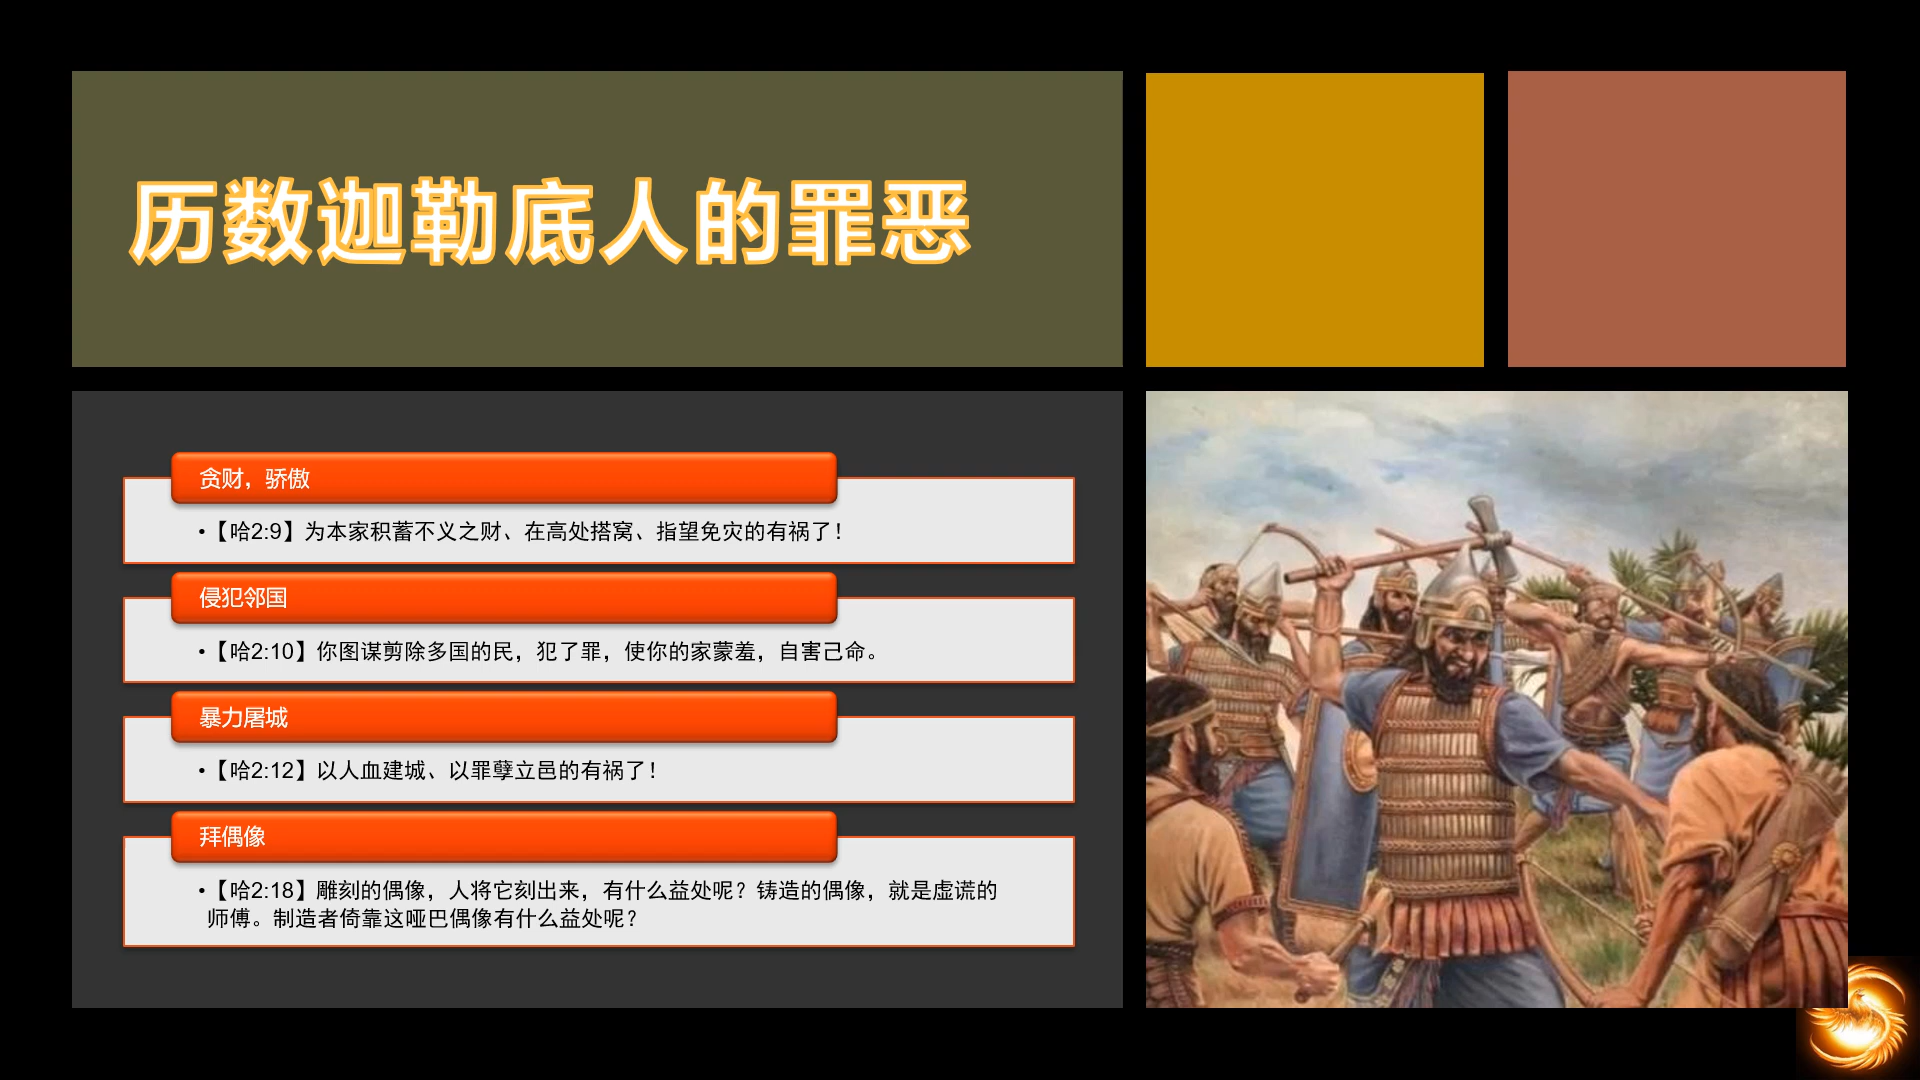 历数迦勒底人的罪恶
贪财，骄傲
•【哈2:9】为本家积蓄不义之财、在高处搭窝、指望免灾的有祸了！
侵犯邻国
•【哈2:10】你图谋剪除多国的民，犯了罪，使你的家蒙羞，自害己命。
暴力屠城
•【哈2:12】以人血建城、以罪孽立邑的有祸了！
拜偶像
•【哈2:18】雕刻的偶像，人将它刻出来，有什么益处呢？铸造的偶像，就是虚谎的
师傅。制造者倚靠这哑巴偶像有什么益处呢？